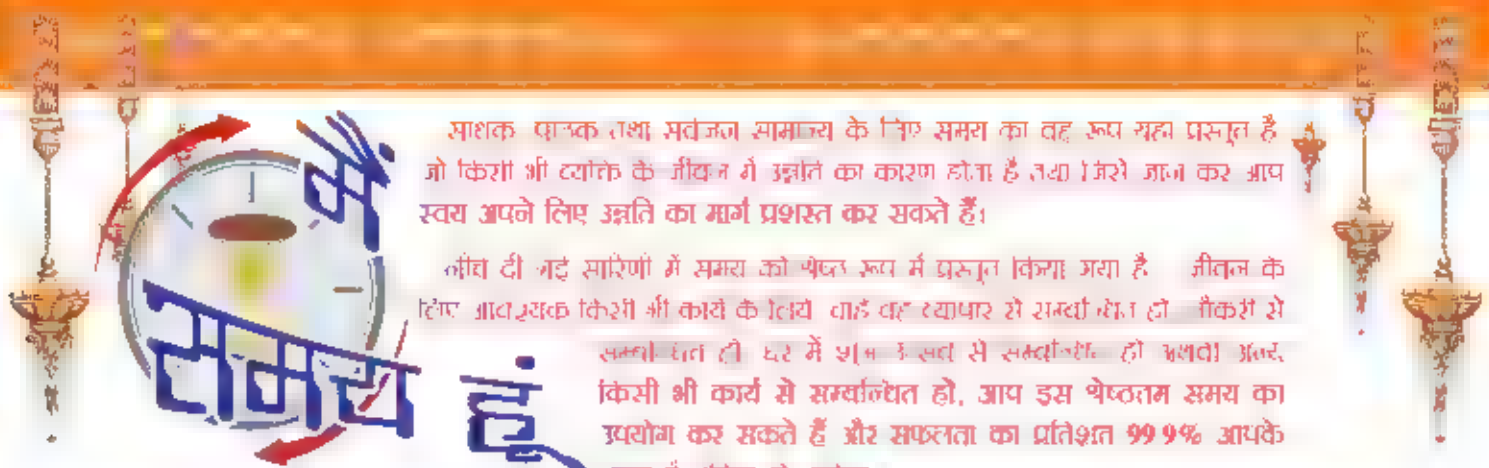 मैं
समय हूं
साधक पाठक तथा सर्वजन सामान्य के लिए समय का वह रूप यहां प्रस्तुत है
जो किसी भी व्यक्ति के जीवन में उन्नति का कारण होता है तथा जिसे जान कर आप
स्वयं अपने लिए उन्नति का मार्ग प्रशस्त कर सकते हैं।
नीचे दी गई सारिणी में समय को श्रेष्ठ रूप में प्रस्तुत किया गया है जीवन के
लिए आवश्यक किसी भी कार्य के लिये चाहे वह व्यापार से सम्बन्धित हो नौकरी से
सम्बन्धित हो घर में शुभ उत्सव से सम्बन्धित हो अथवा अन्य
किसी भी कार्य से सम्बन्धित हो, आप इस श्रेष्ठतम समय का
उपयोग कर सकते हैं और सफलता का प्रतिशत 99 9% आपके